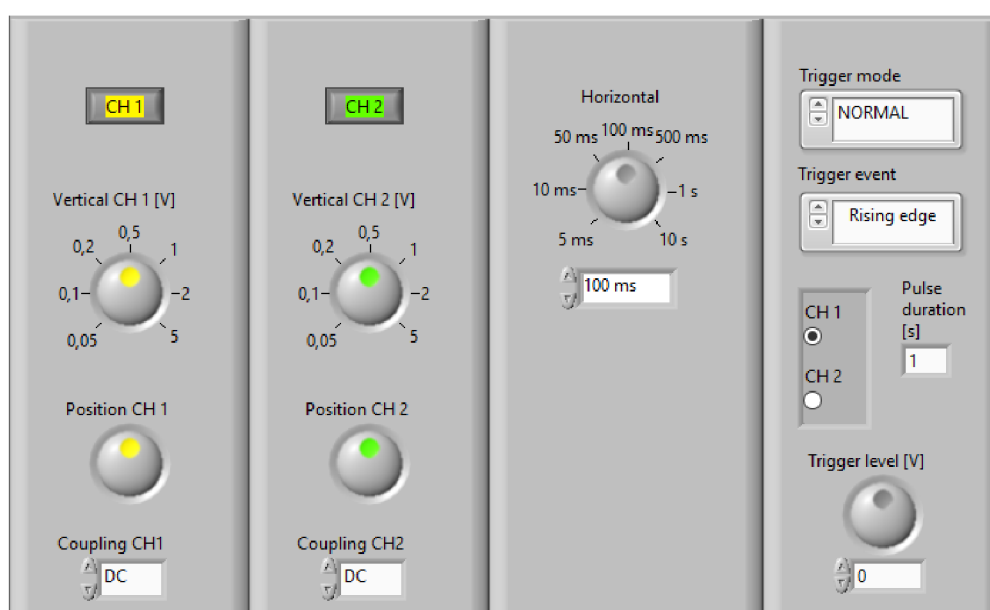 CH 1
Vertical CH 1 [V]
0,5
0,2
1
0,1
2
0,05
5
Position CH 1
Coupling CH1
DC
CH 2
Vertical CH 2 [V]
0,5
0,2
1
0,1
2
0,05
5
Position CH 2
Coupling CH2
DC
Horizontal
50 ms 100 ms 500 ms
10 ms
1 s
5 ms
10 s
100 ms
Trigger mode
NORMAL
Trigger event
Rising edge
CH 1
CH 2
Pulse
duration
[s]
1
Trigger level [V]
0